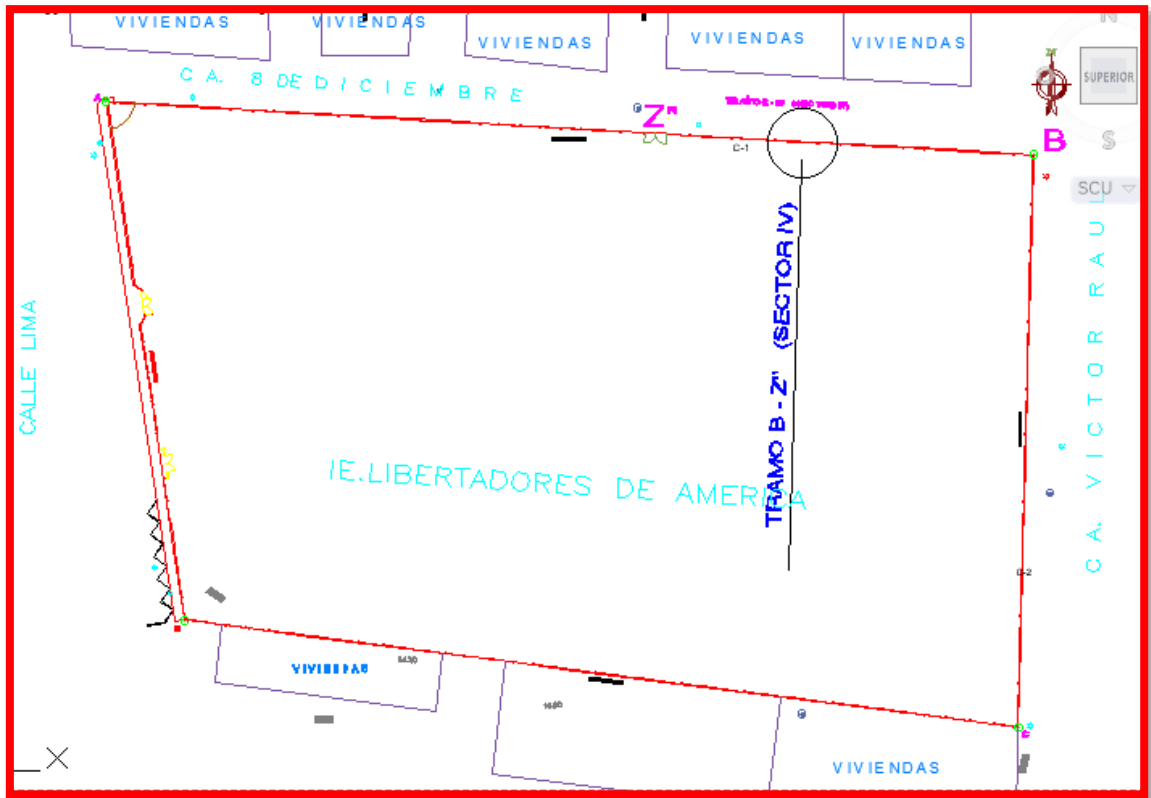 VIVIENDAS
VIVIENDAS
VIVIENDAS
VIVIENDAS
VIVIENDAS
N
SUPERIOR
S
SCU
CA. 8 DE DICIEMBRE
A
Z"
B
C-1
TRAMO B - Z" (SECTOR IV)
CALLE LIMA
CA. VICTOR RAUL
IE.LIBERTADORES DE AMERICA
C-2
VIVIENDAS
VIVIENDAS
X